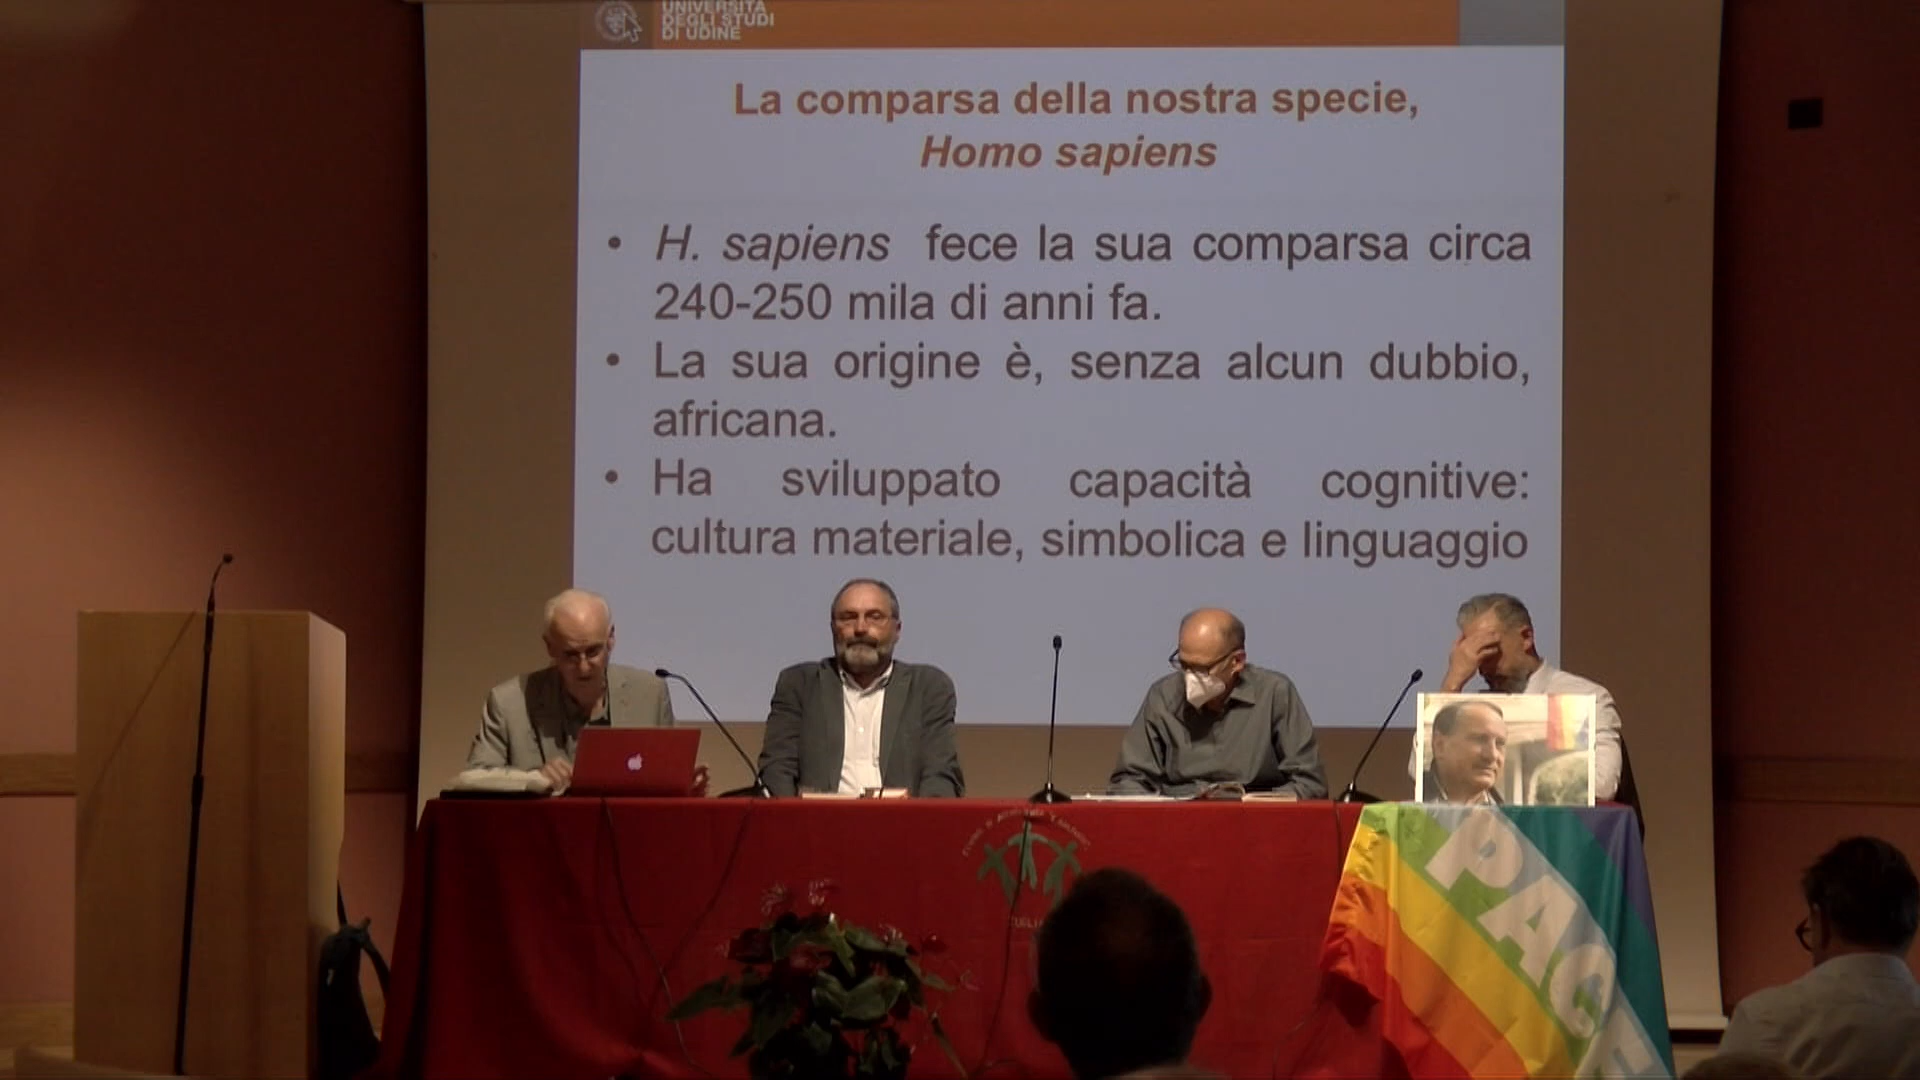 UNIVERSITÀ
DEGLI STUDI
DI UDINE
La comparsa della nostra specie,
Homo sapiens
• H. sapiens fece la sua comparsa circa
240-250 mila di anni fa.
• La sua origine è, senza alcun dubbio,
africana.
• Ha sviluppato capacità cognitive:
cultura materiale, simbolica e linguaggio
PACE